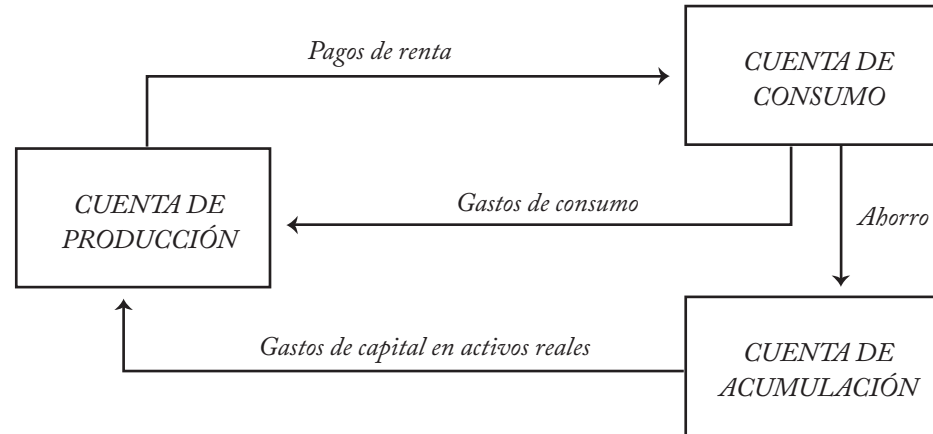 Pagos de renta
CUENTA DE
CONSUMO
CUENTA DE
PRODUCCIÓN
Gastos de consumo
Ahorro
Gastos de capital en activos reales
CUENTA DE
ACUMULACIÓN